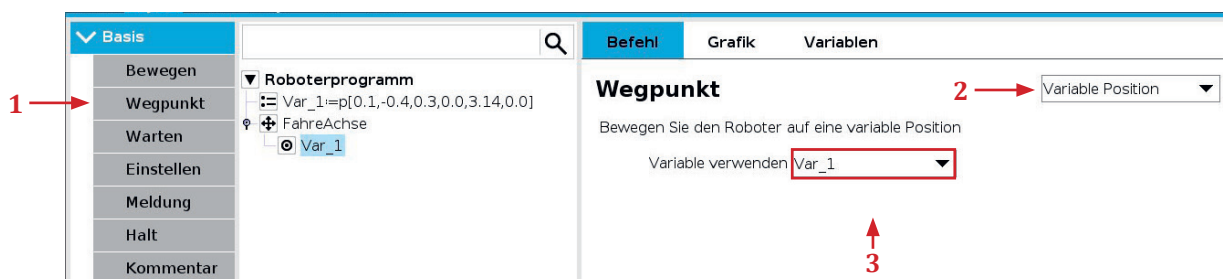 Basis
Bewegen
1
Wegpunkt
Warten
Einstellen
Meldung
Halt
Kommentar
Roboterprogramm
Var_1:=p[0.1,-0.4,0.3,0.0,3.14,0.0]
FahreAchse
Var_1
Befehl Grafik Variablen
Wegpunkt
2
Variable Position
Bewegen Sie den Roboter auf eine variable Position
Variable verwenden Var_1
3